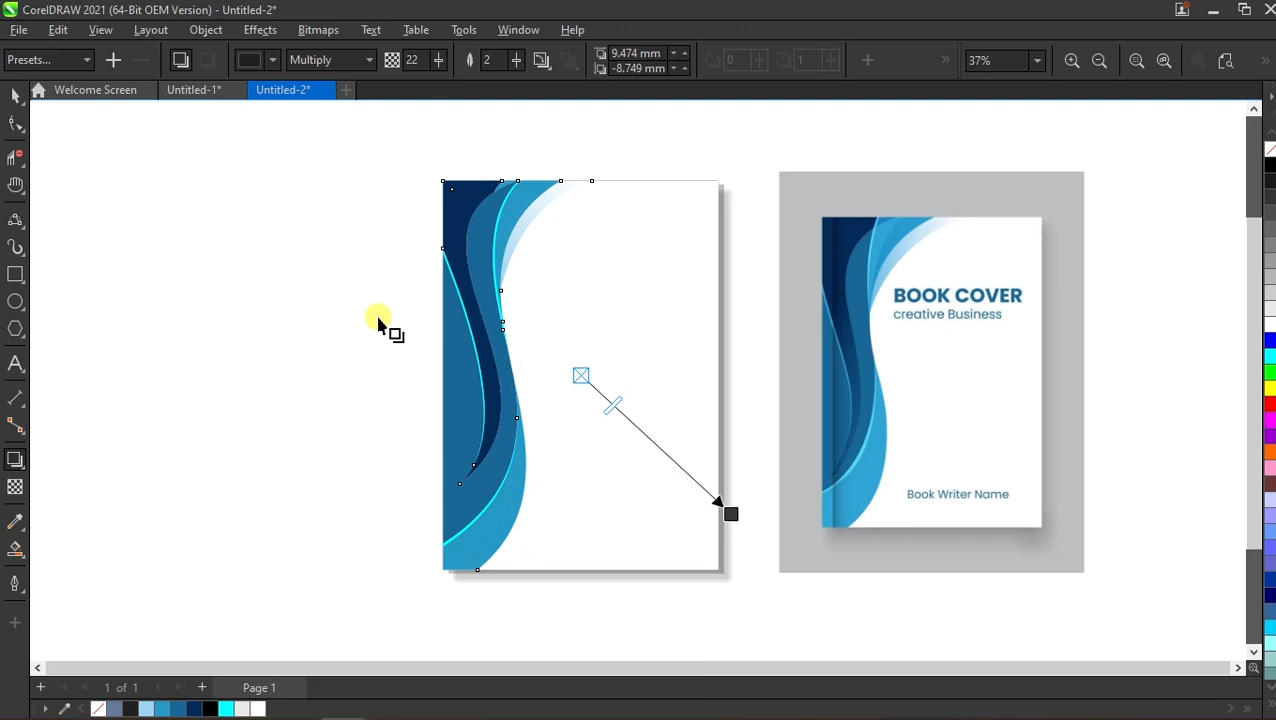 CorelDRAW 2021 (64-Bit OEM Version) - Untitled-2*
File Edit View Layout Object Effects Bitmaps Text Table Tools Window Help
Presets... Multiply 22 2 9.474 mm 0 1 37%
-8.749 mm
Welcome Screen Untitled-1* Untitled-2*
BOOK COVER
creative Business
Book Writer Name
1 of 1 Page 1